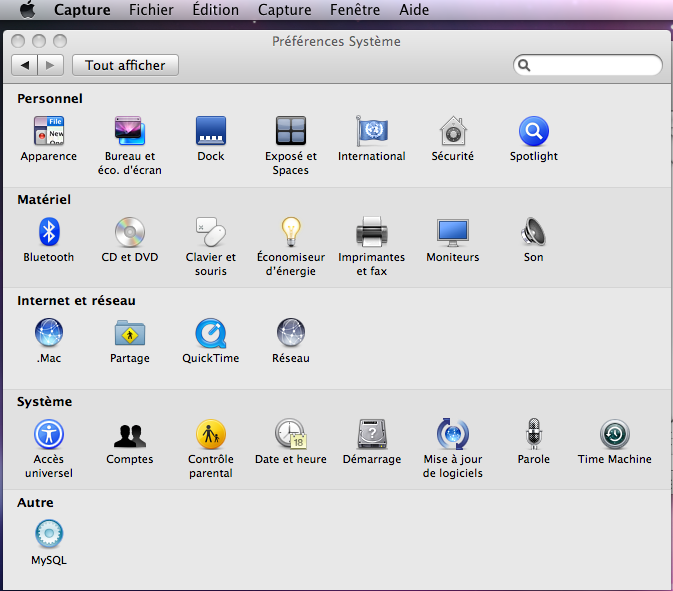 Capture Fichier Édition Capture Fenêtre Aide
Préférences Système
Tout afficher
Personnel
Apparence
Bureau et
éco. d'écran
Dock
Exposé et
Spaces
International
Sécurité
Spotlight
Matériel
Bluetooth
CD et DVD
Clavier et
souris
Économiseur
d'énergie
Imprimantes
et fax
Moniteurs
Son
Internet et réseau
.Mac
Partage
QuickTime
Réseau
Système
Accès
universel
Comptes
Contrôle
parental
18
Date et heure
?
Démarrage
Mise à jour
de logiciels
Parole
Time Machine
Autre
MySQL